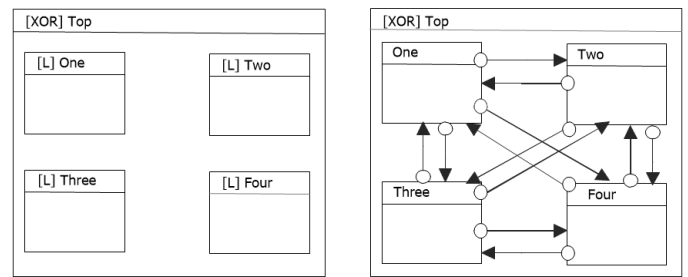 [XOR] Top
[L] One
[L] Two
[L] Three
[L] Four
[XOR] Top
One
Two
Three
Four